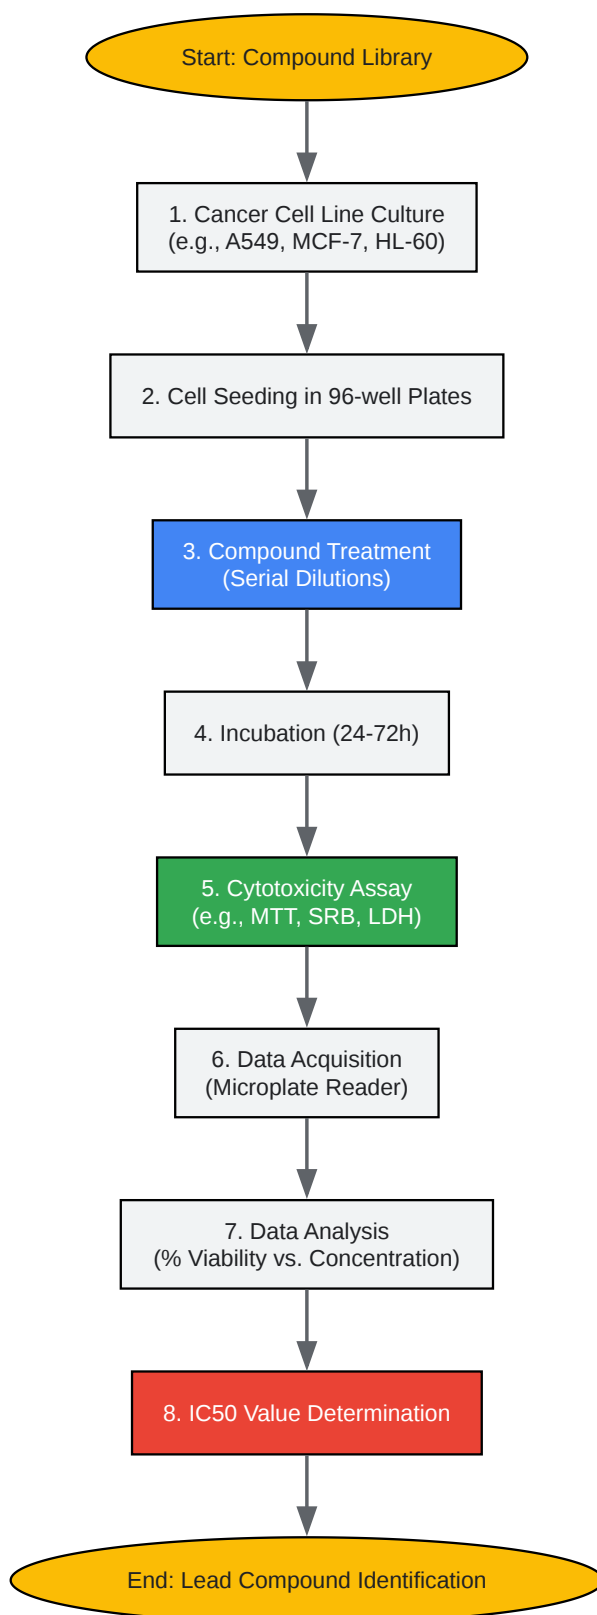 Start: Compound Library
1. Cancer Cell Line Culture
(e.g., A549, MCF-7, HL-60)
2. Cell Seeding in 96-well Plates
3. Compound Treatment
(Serial Dilutions)
4. Incubation (24-72h)
5. Cytotoxicity Assay
(e.g., MTT, SRB, LDH)
6. Data Acquisition
(Microplate Reader)
7. Data Analysis
(% Viability vs. Concentration)
8. IC50 Value Determination
End: Lead Compound Identification